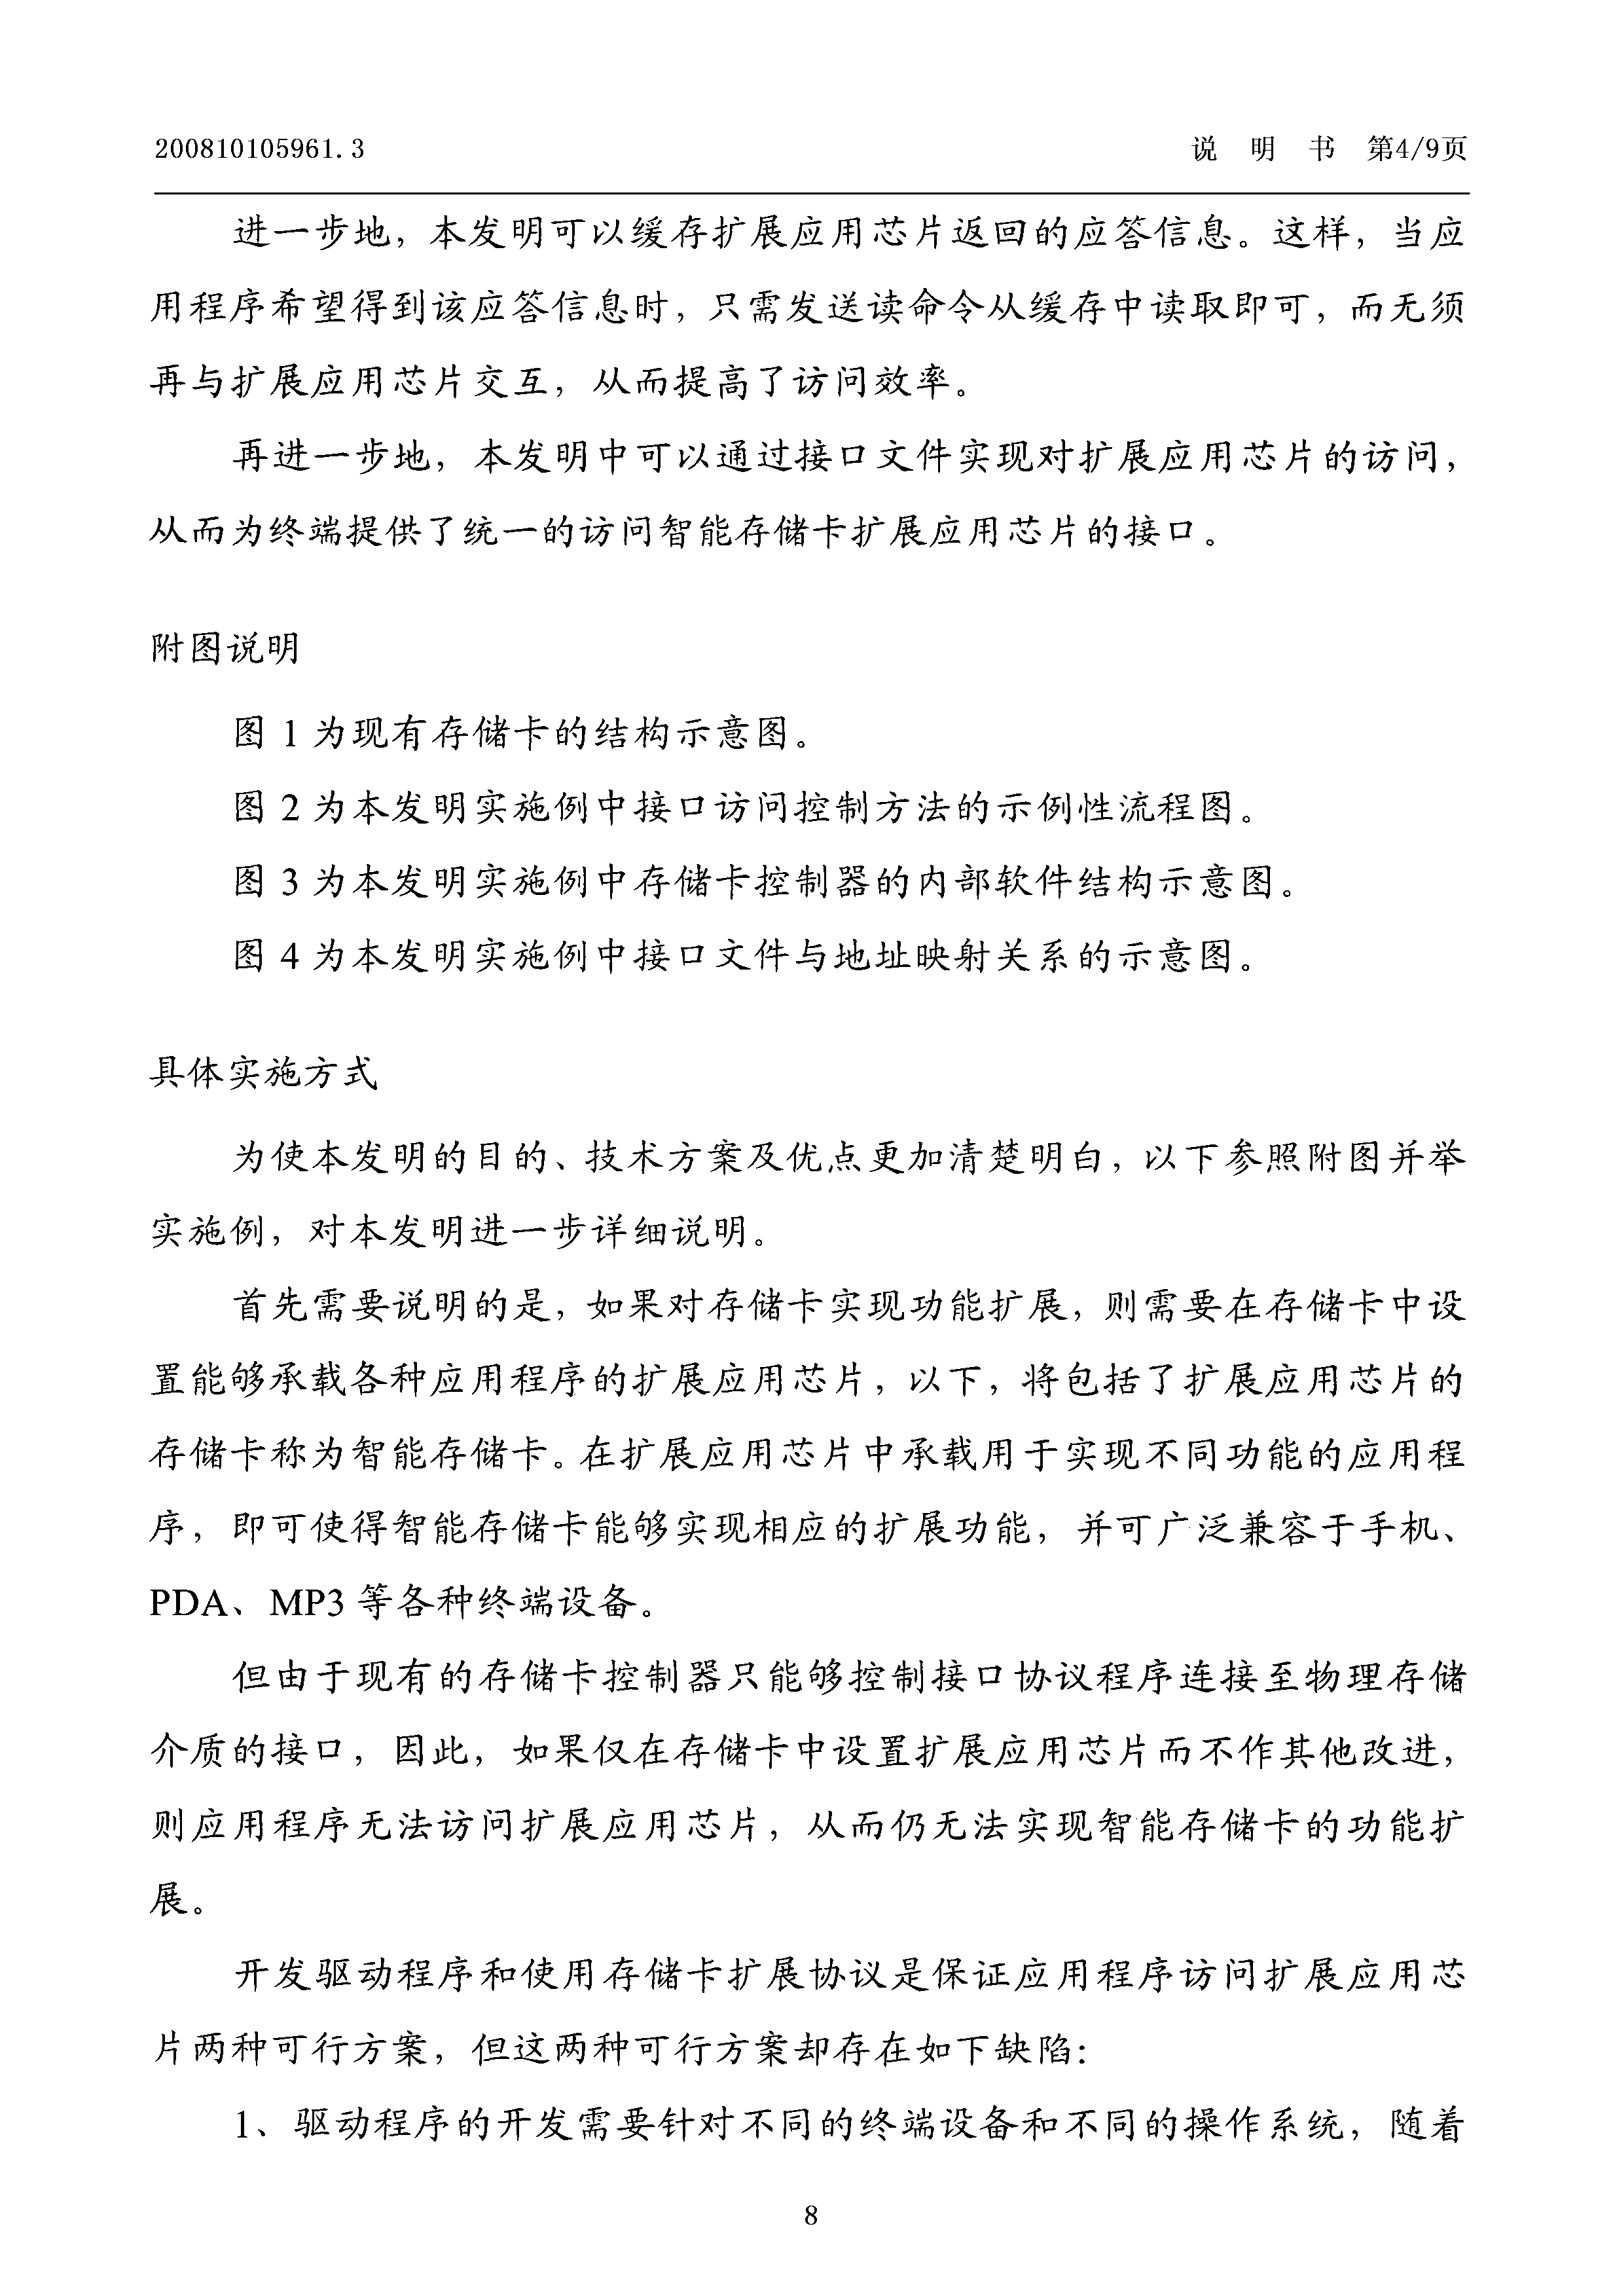 200810105961.3 说 明 书 第4/9页
进一步地，本发明可以缓存扩展应用芯片返回的应答信息。这样，当应
用程序希望得到该应答信息时，只需发送读命令从缓存中读取即可，而无须
再与扩展应用芯片交互，从而提高了访问效率。
再进一步地，本发明中可以通过接口文件实现对扩展应用芯片的访问，
从而为终端提供了统一的访问智能存储卡扩展应用芯片的接口。
附图说明
图 1 为现有存储卡的结构示意图。
图 2 为本发明实施例中接口访问控制方法的示例性流程图。
图 3 为本发明实施例中存储卡控制器的内部软件结构示意图。
图 4 为本发明实施例中接口文件与地址映射关系的示意图。
具体实施方式
为使本发明的目的、技术方案及优点更加清楚明白，以下参照附图并举
实施例，对本发明进一步详细说明。
首先需要说明的是，如果对存储卡实现功能扩展，则需要在存储卡中设
置能够承载各种应用程序的扩展应用芯片，以下，将包括了扩展应用芯片的
存储卡称为智能存储卡。在扩展应用芯片中承载用于实现不同功能的应用程
序，即可使得智能存储卡能够实现相应的扩展功能，并可广泛兼容于手机、
PDA、MP3 等各种终端设备。
但由于现有的存储卡控制器只能够控制接口协议程序连接至物理存储
介质的接口，因此，如果仅在存储卡中设置扩展应用芯片而不作其他改进，
则应用程序无法访问扩展应用芯片，从而仍无法实现智能存储卡的功能扩
展。
开发驱动程序和使用存储卡扩展协议是保证应用程序访问扩展应用芯
片两种可行方案，但这两种可行方案却存在如下缺陷：
1、驱动程序的开发需要针对不同的终端设备和不同的操作系统，随着
8